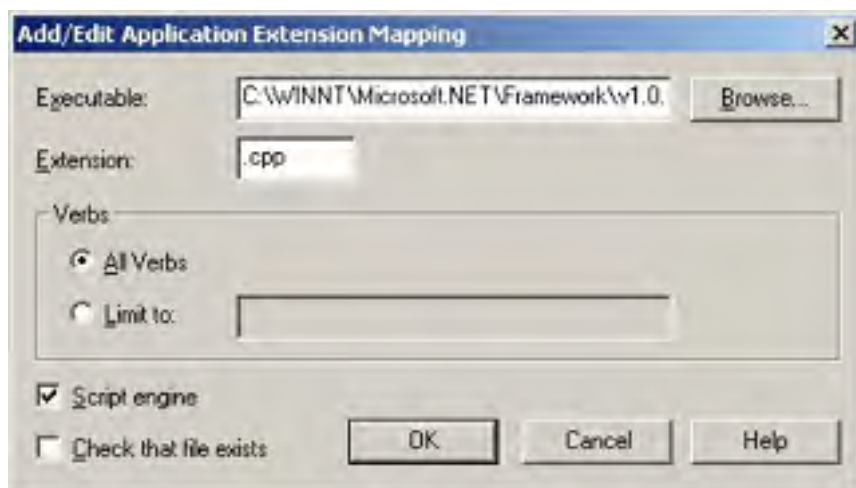 Add/Edit Application Extension Mapping
Executable: C:\WINNT\Microsoft.NET\Framework\v1.0. Browse...
Extension: .cpp
Verbs
All Verbs
Limit to:
Script engine
Check that file exists OK Cancel Help